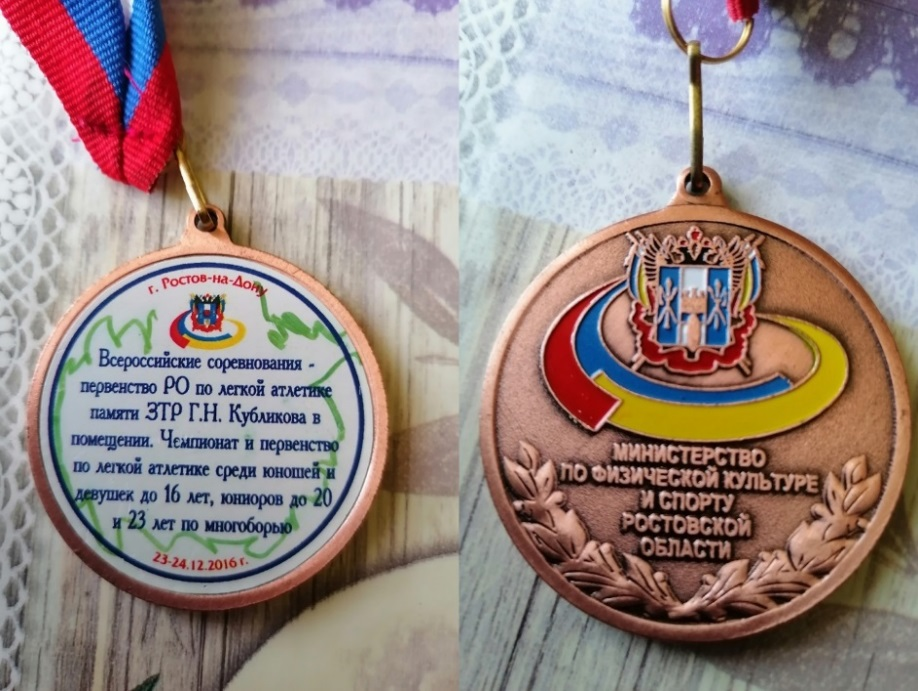 г. Ростов-на-Дону
Всероссийские соревнования -
первенство РО по легкой атлетике
памяти ЗТР Г.Н. Кубликова в
помещении. Чемпионат и первенство
по легкой атлетике среди юношей и
девушек до 16 лет, юниоров до 20
и 23 лет по многоборью
23-24.12.2016 г.
МИНИСТЕРСТВО
ПО ФИЗИЧЕСКОЙ КУЛЬТУРЕ
И СПОРТУ
РОСТОВСКОЙ
ОБЛАСТИ